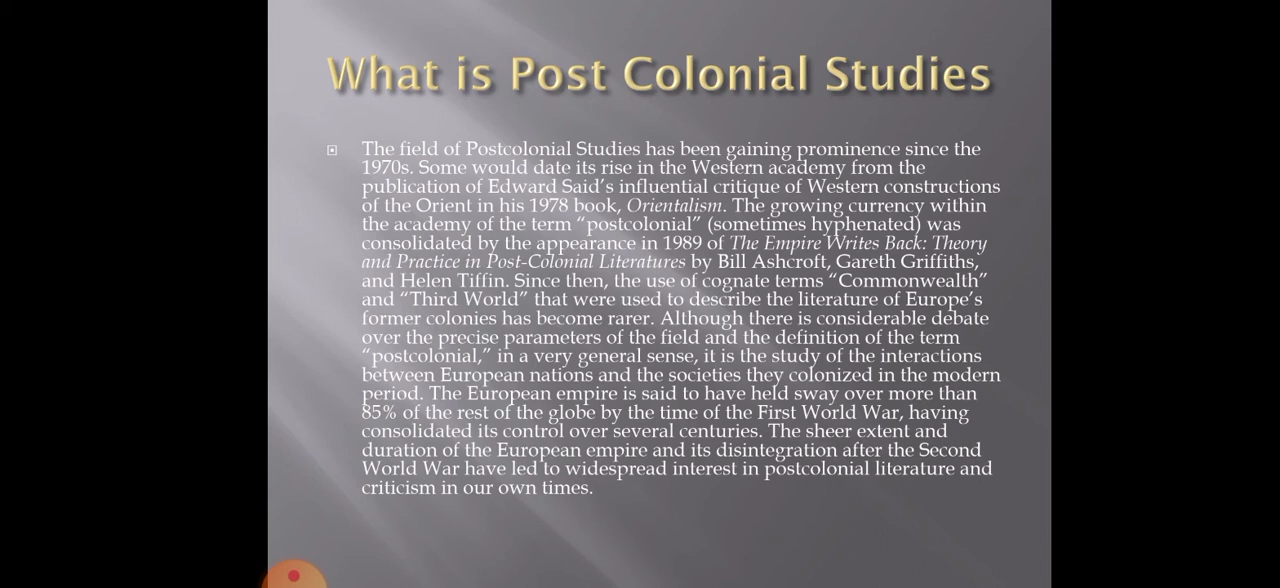 What is Post Colonial Studies
The field of Postcolonial Studies has been gaining prominence since the
1970s. Some would date its rise in the Western academy from the
publication of Edward Said's influential critique of Western constructions
of the Orient in his 1978 book, Orientalism. The growing currency within
the academy of the term “postcolonial” (sometimes hyphenated) was
consolidated by the appearance in 1989 of The Empire Writes Back: Theory
and Practice in Post-Colonial Literatures by Bill Ashcroft, Gareth Griffiths,
and Helen Tiffin. Since then, the use of cognate terms “Commonwealth”
and “Third World” that were used to describe the literature of Europe's
former colonies has become rarer. Although there is considerable debate
over the precise parameters of the field and the definition of the term
“postcolonial,” in a very general sense, it is the study of the interactions
between European nations and the societies they colonized in the modern
period. The European empire is said to have held sway over more than
85% of the rest of the globe by the time of the First World War, having
consolidated its control over several centuries. The sheer extent and
duration of the European empire and its disintegration after the Second
World War have led to widespread interest in postcolonial literature and
criticism in our own times.